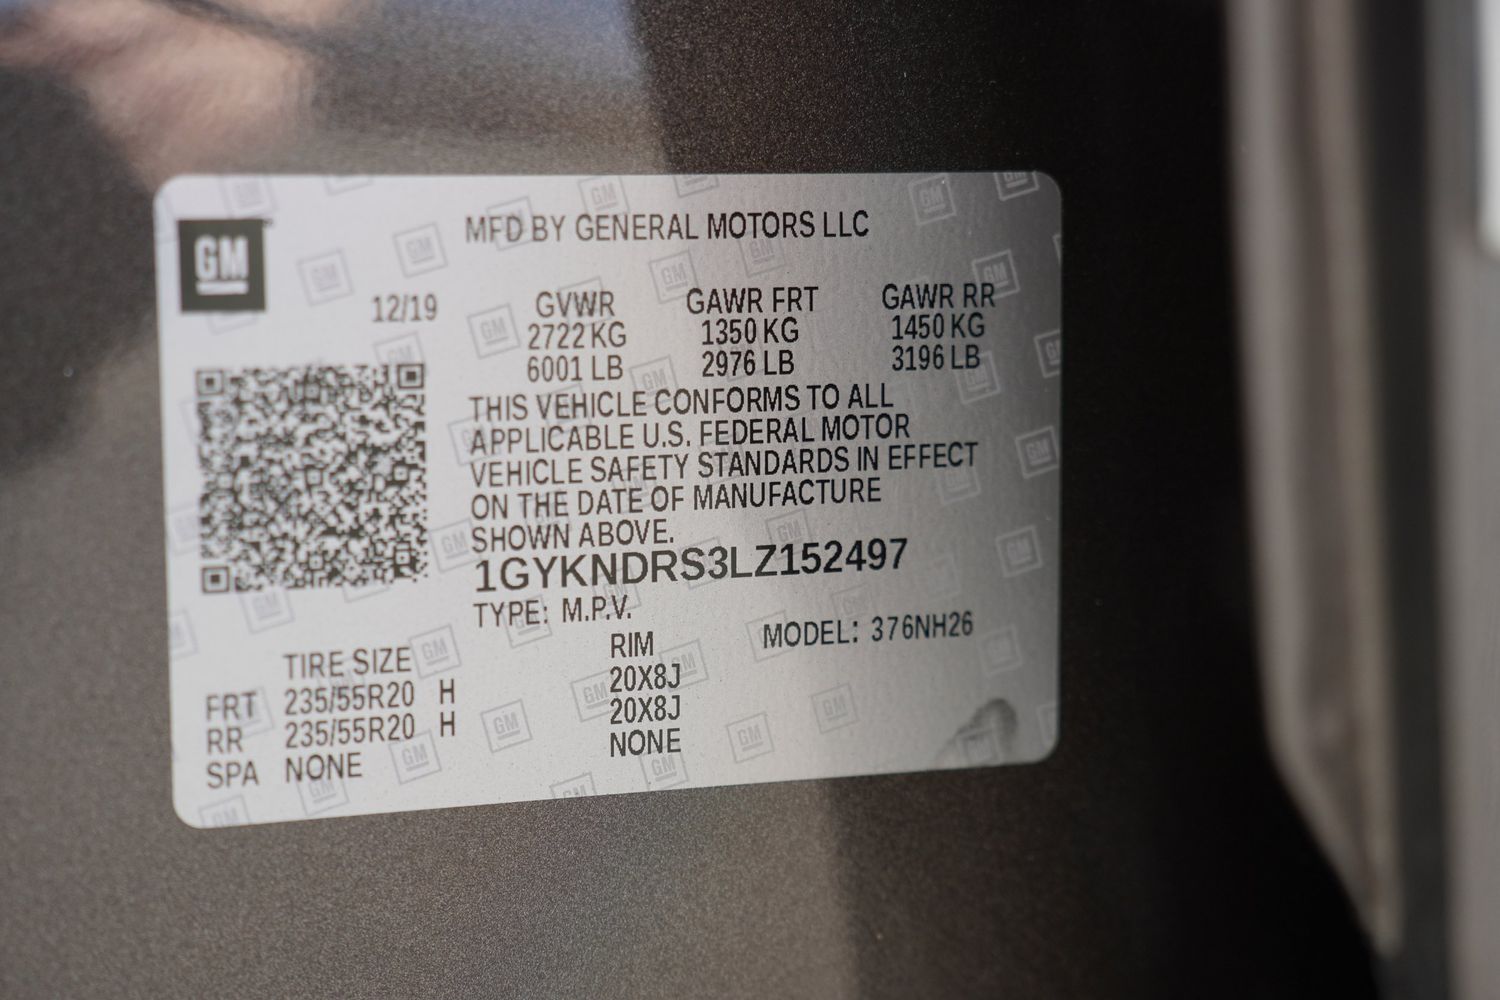 GM
MFD BY GENERAL MOTORS LLC
12/19 GVWR GAWR FRT GAWR RR
2722 KG 1350 KG 1450 KG
6001 LB 2976 LB 3196 LB
THIS VEHICLE CONFORMS TO ALL
APPLICABLE U.S. FEDERAL MOTOR
VEHICLE SAFETY STANDARDS IN EFFECT
ON THE DATE OF MANUFACTURE
SHOWN ABOVE.
1GYKNDRS3LZ152497
TYPE: M.P.V.
MODEL: 376NH26
TIRE SIZE RIM
FRT 235/55R20 H 20X8J
RR 235/55R20 H 20X8J
SPA NONE NONE